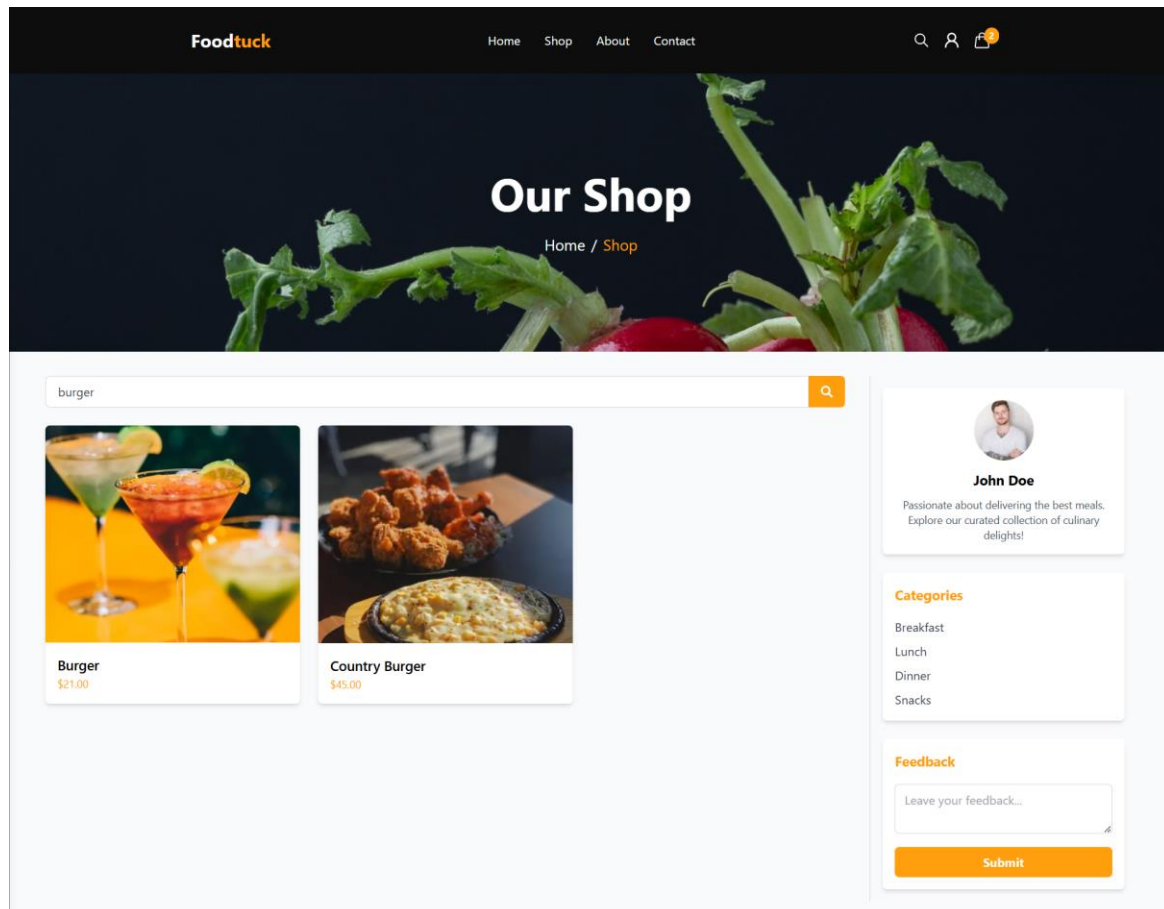 Foodtuck
Home Shop About Contact
2
Our Shop
Home / Shop
burger
Burger
$21.00
Country Burger
$45.00
John Doe
Passionate about delivering the best meals.
Explore our curated collection of culinary
delights!
Categories
Breakfast
Lunch
Dinner
Snacks
Feedback
Leave your feedback...
Submit